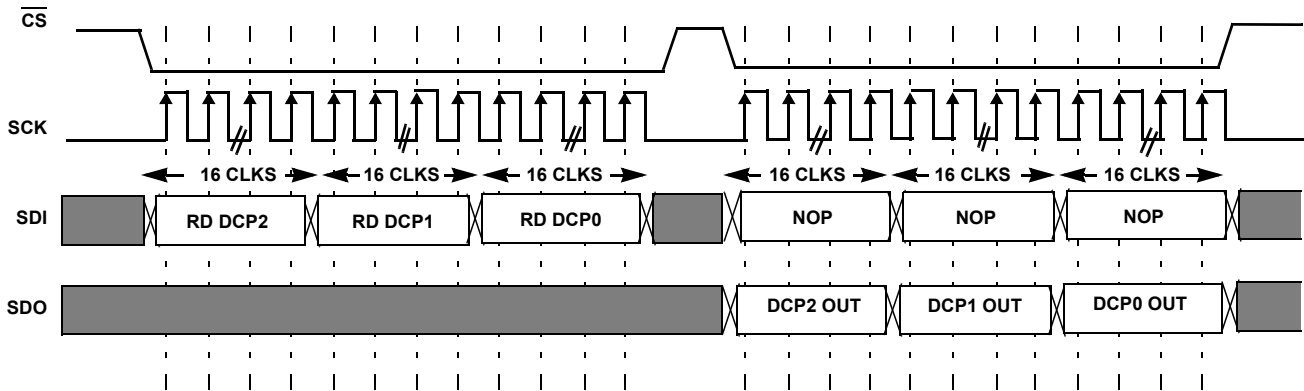 CS
SCK
16 CLKS 16 CLKS 16 CLKS 16 CLKS 16 CLKS 16 CLKS
SDI RD DCP2 RD DCP1 RD DCP0 NOP NOP NOP
SDO DCP2 OUT DCP1 OUT DCP0 OUT